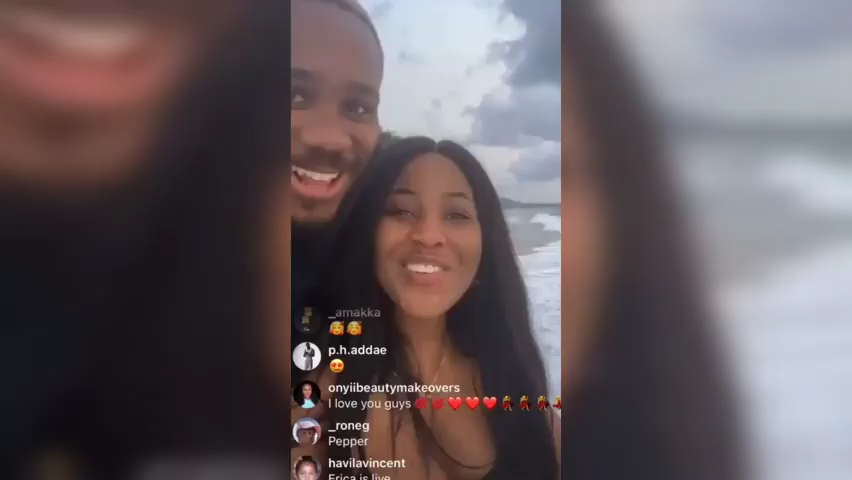 _amakka
🥰🥰
p.h.addae
😍
onyiibeautymakeovers
I love you guys 💋💋❤️❤️❤️💃💃💃💃
_roneg
Pepper
havilavincent
Erica is live